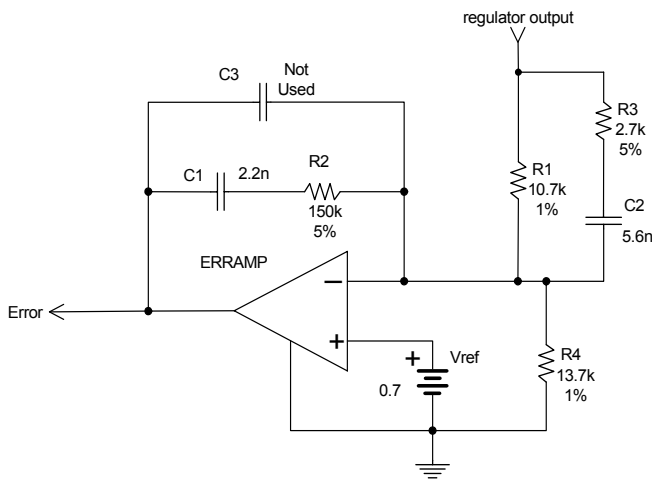 regulator output
C3
Not
Used
R3
2.7k
5%
C1
2.2n
R2
150k
5%
R1
10.7k
1%
C2
5.6n
ERRAMP
−
+
Error
+
Vref
0.7
R4
13.7k
1%